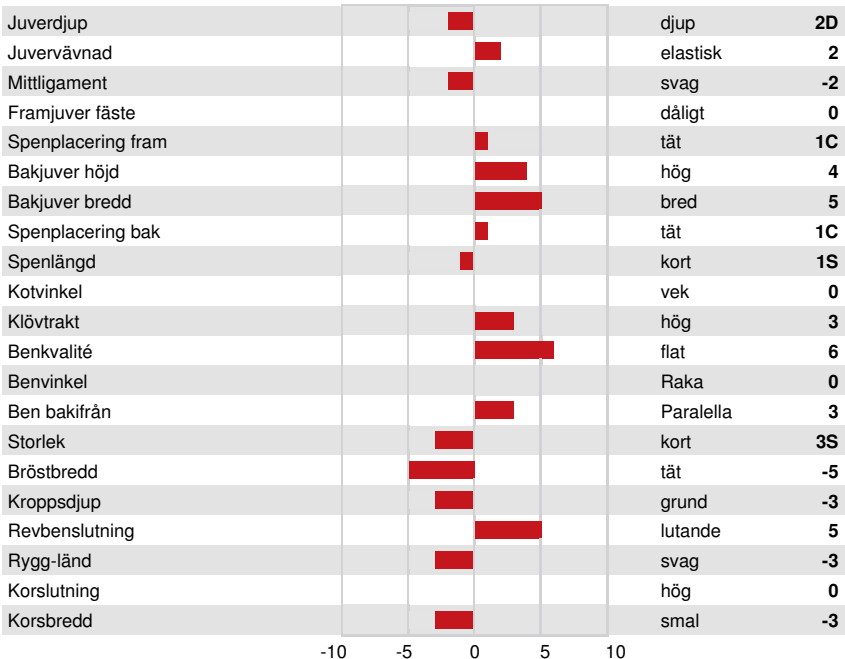 Juverdjup djup 2D
Juvervävnad elastisk 2
Mittligament svag -2
Framjuver fäste dåligt 0
Spenplacering fram tät 1C
Bakjuver höjd hög 4
Bakjuver bredd bred 5
Spenplacering bak tät 1C
Spenlängd kort 1S
Kotvinkel vek 0
Klövtrakt hög 3
Benkvalité flat 6
Benvinkel Raka 0
Ben bakifrån Paralella 3
Storlek kort 3S
Bröstbredd tät -5
Kroppsdjup grund -3
Revbenslutning lutande 5
Rygg-länd svag -3
Korslutning hög 0
Korsbredd smal -3
-10 -5 0 5 10